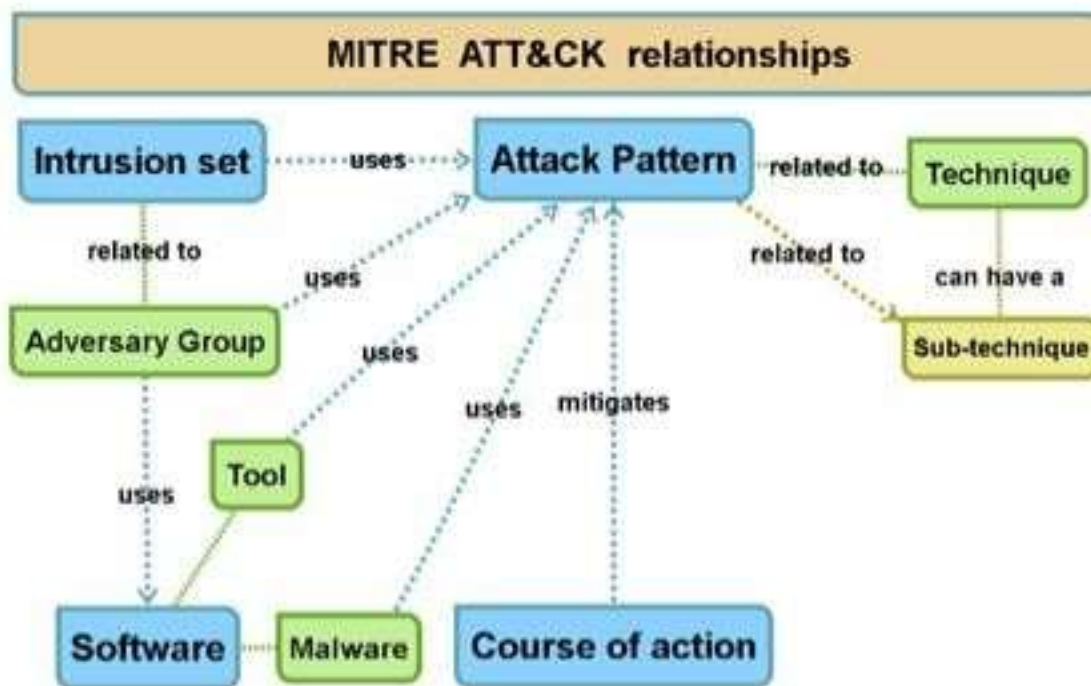 MITRE ATT&CK relationships
Intrusion set
uses
Attack Pattern
related to
Technique
related to
uses
related to
can have a
Adversary Group
uses
Sub-technique
uses
mitigates
Tool
uses
Software
Malware
Course of action